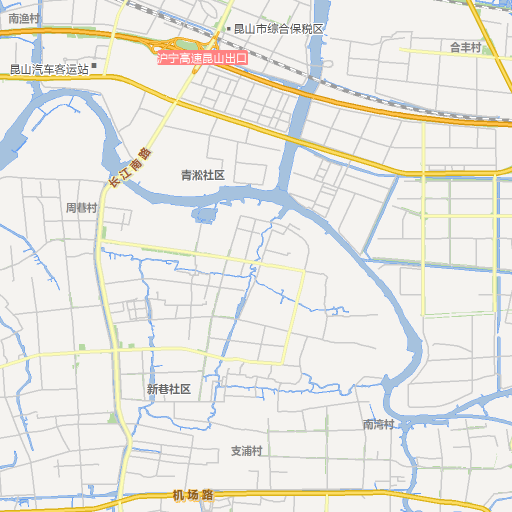 南渔村
昆山市综合保税区
合丰村
沪宁高速昆山出口
昆山汽车客运站
长江南路
青淞社区
周巷村
新巷社区
南湾村
支浦村
机场路